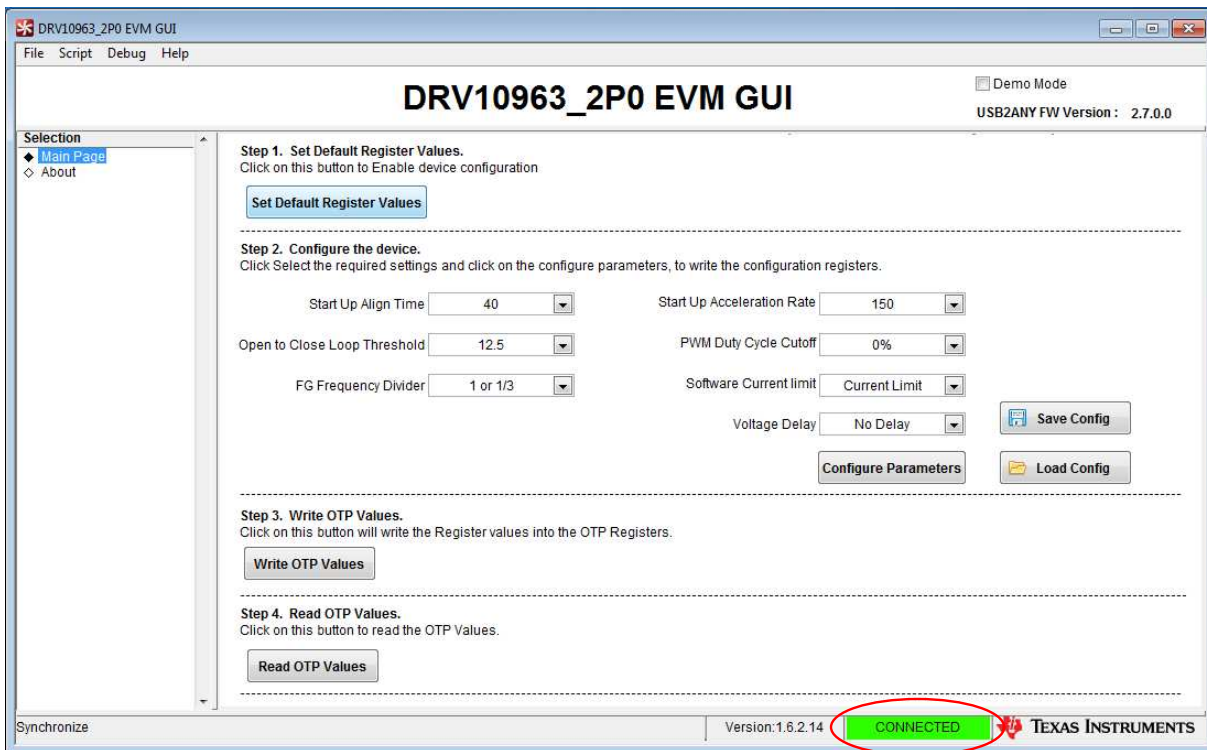 DRV10963_2P0 EVM GUI
File Script Debug Help
DRV10963_2P0 EVM GUI
Demo Mode
USB2ANY FW Version : 2.7.0.0
Selection
Main Page
About
Step 1. Set Default Register Values.
Click on this button to Enable device configuration
Set Default Register Values
Step 2. Configure the device.
Click Select the required settings and click on the configure parameters, to write the configuration registers.
Start Up Align Time 40
Start Up Acceleration Rate 150
Open to Close Loop Threshold 12.5
PWM Duty Cycle Cutoff 0%
FG Frequency Divider 1 or 1/3
Software Current limit Current Limit
Voltage Delay No Delay
Save Config
Configure Parameters
Load Config
Step 3. Write OTP Values.
Click on this button will write the Register values into the OTP Registers.
Write OTP Values
Step 4. Read OTP Values.
Click on this button to read the OTP Values.
Read OTP Values
Synchronize
Version:1.6.2.14
CONNECTED
TEXAS INSTRUMENTS